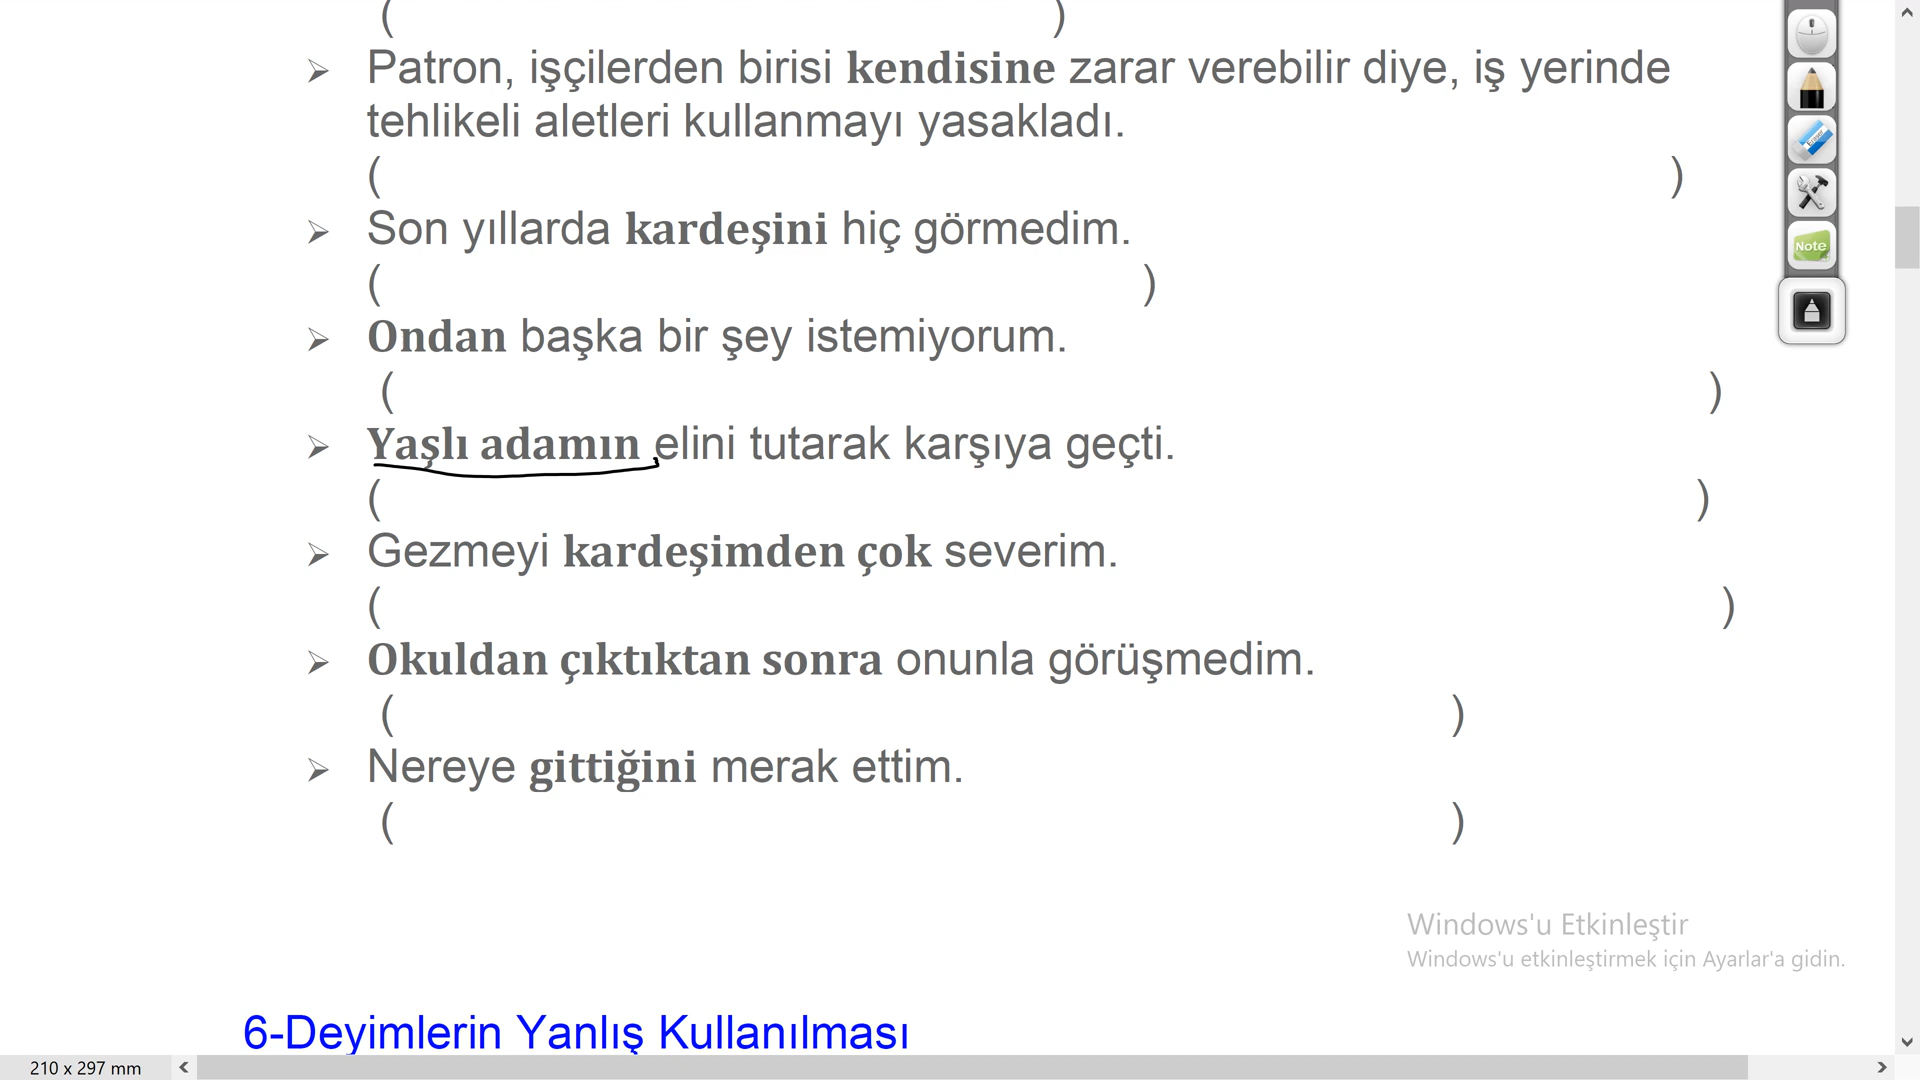 ( )
➢ Patron, işçilerden birisi kendisine zarar verebilir diye, iş yerinde
tehlikeli aletleri kullanmayı yasakladı.
( )
➢ Son yıllarda kardeşini hiç görmedim.
( )
➢ Ondan başka bir şey istemiyorum.
( )
➢ Yaşlı adamın elini tutarak karşıya geçti.
( )
➢ Gezmeyi kardeşimden çok severim.
( )
➢ Okuldan çıktıktan sonra onunla görüşmedim.
( )
➢ Nereye gittiğini merak ettim.
( )
Note
Windows'u Etkinleştir
Windows'u etkinleştirmek için Ayarlar'a gidin.
6-Deyimlerin Yanlış Kullanılması
210 x 297 mm